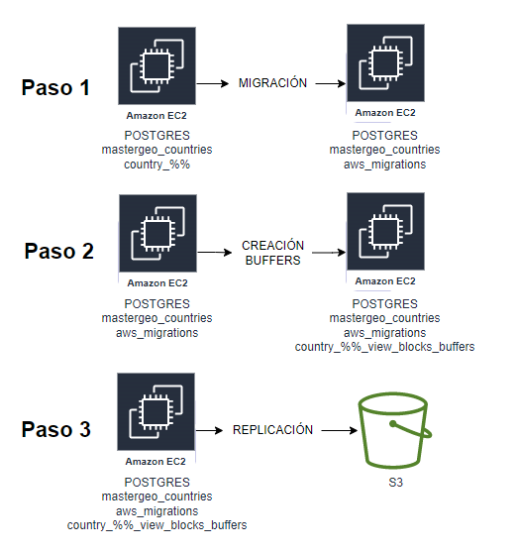 Paso 1
Amazon EC2
POSTGRES
mastergeo_countries
country_%%
MIGRACIÓN
Amazon EC2
POSTGRES
mastergeo_countries
aws_migrations
Paso 2
Amazon EC2
POSTGRES
mastergeo_countries
aws_migrations
CREACIÓN
BUFFERS
Amazon EC2
POSTGRES
mastergeo_countries
aws_migrations
country_%%_view_blocks_buffers
Paso 3
Amazon EC2
POSTGRES
mastergeo_countries
aws_migrations
country_%%_view_blocks_buffers
REPLICACIÓN
S3